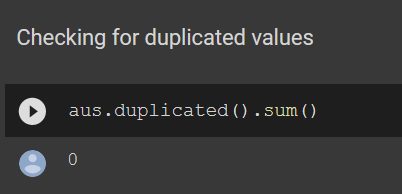 Checking for duplicated values
aus.duplicated().sum()
0